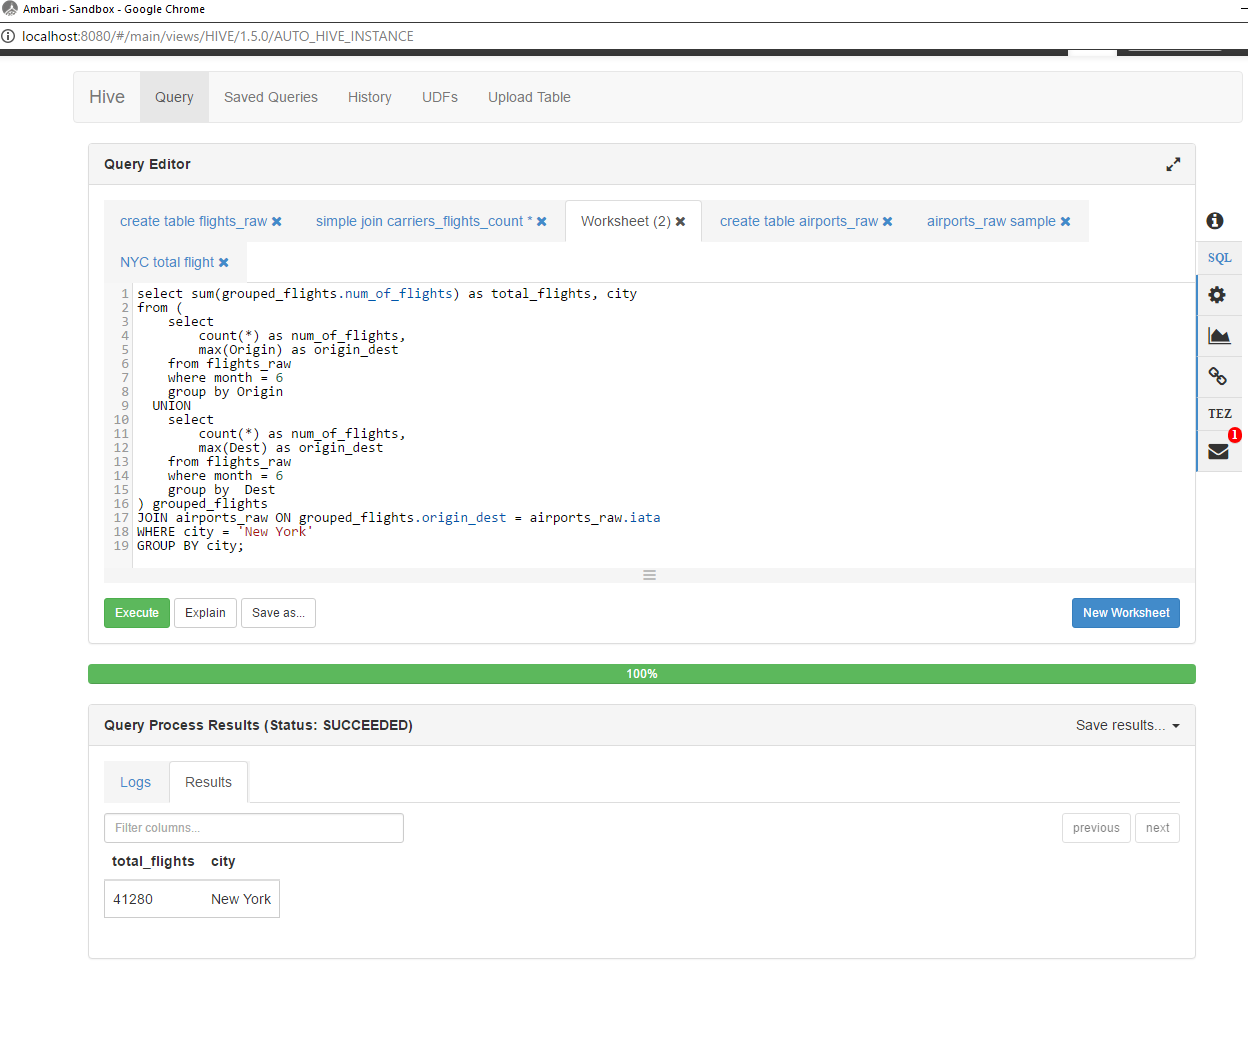 Ambari - Sandbox - Google Chrome
localhost:8080/#/main/views/HIVE/1.5.0/AUTO_HIVE_INSTANCE
Hive Query Saved Queries History UDFs Upload Table
Query Editor
create table flights_raw simple join carriers_flights_count * Worksheet (2) create table airports_raw airports_raw sample
NYC total flight
SQL
TEZ
1
1 select sum(grouped_flights.num_of_flights) as total_flights, city
2 from (
3     select
4         count(*) as num_of_flights,
5         max(Origin) as origin_dest
6     from flights_raw
7     where month = 6
8     group by Origin
9   UNION
10     select
11         count(*) as num_of_flights,
12         max(Dest) as origin_dest
13     from flights_raw
14     where month = 6
15     group by  Dest
16 ) grouped_flights
17 JOIN airports_raw ON grouped_flights.origin_dest = airports_raw.iata
18 WHERE city = 'New York'
19 GROUP BY city;
Execute Explain Save as... New Worksheet
100%
Query Process Results (Status: SUCCEEDED) Save results...
Logs Results
Filter columns... previous next
total_flights city
41280 New York